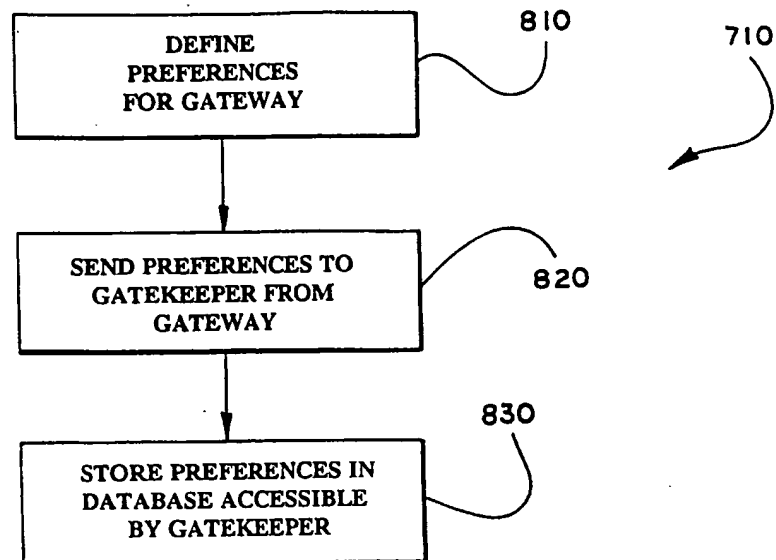 DEFINE
PREFERENCES
FOR GATEWAY
810
710
SEND PREFERENCES TO
GATEKEEPER FROM
GATEWAY
820
830
STORE PREFERENCES IN
DATABASE ACCESSIBLE
BY GATEKEEPER